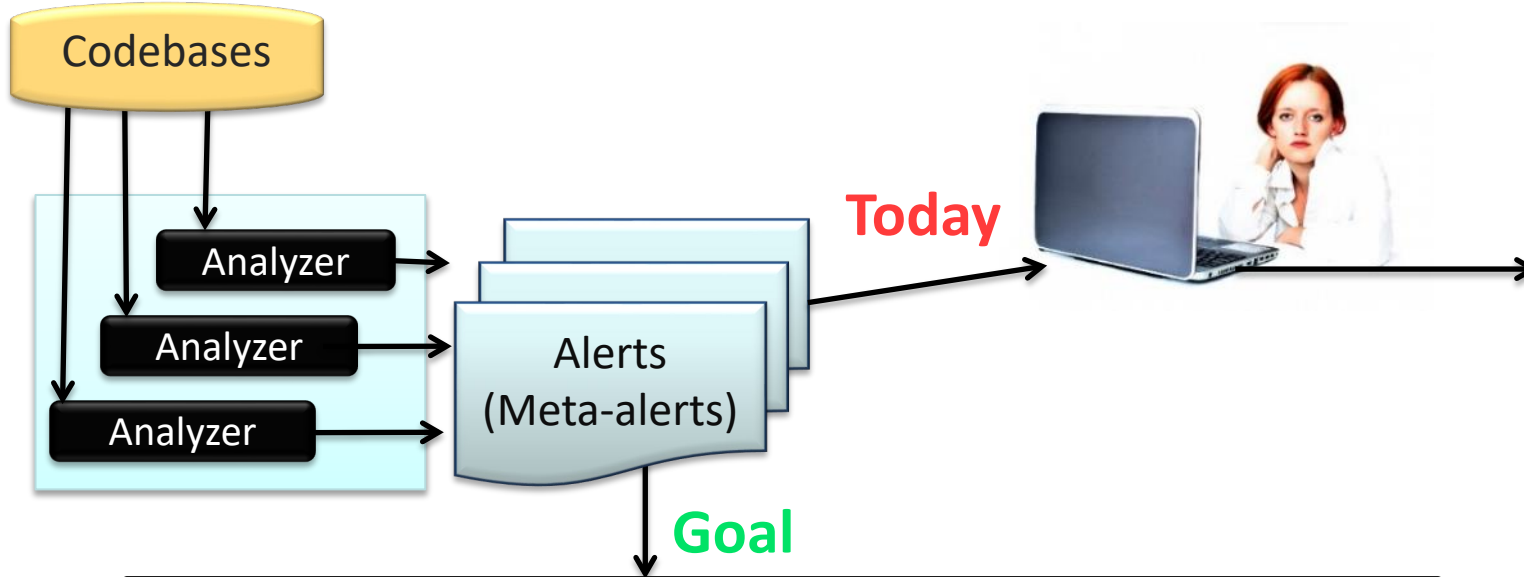 Codebases
Today
Analyzer
Analyzer
Alerts
(Meta-alerts)
Analyzer
Goal